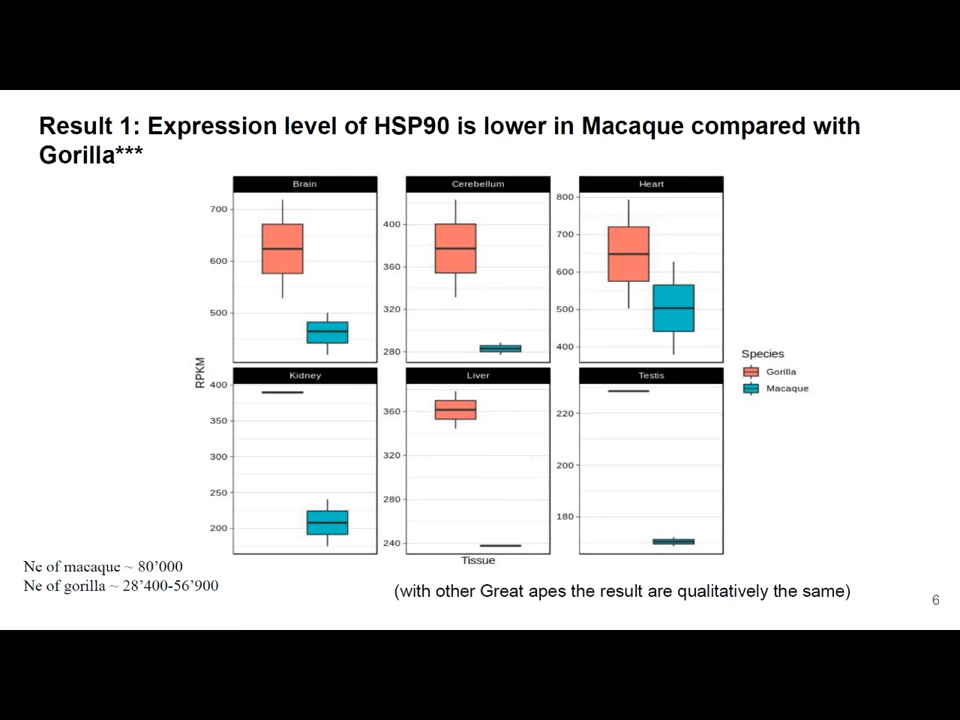 Result 1: Expression level of HSP90 is lower in Macaque compared with
Gorilla***
Brain
Cerebellum
Heart
700
600
500
400
360
320
280
800
700
600
500
400
RPKM
Kidney
Liver
Testis
400
350
300
250
200
360
320
280
240
220
200
180
Tissue
Species
Gorilla
Macaque
Ne of macaque ~ 80’000
Ne of gorilla ~ 28’400-56’900
(with other Great apes the result are qualitatively the same)
6